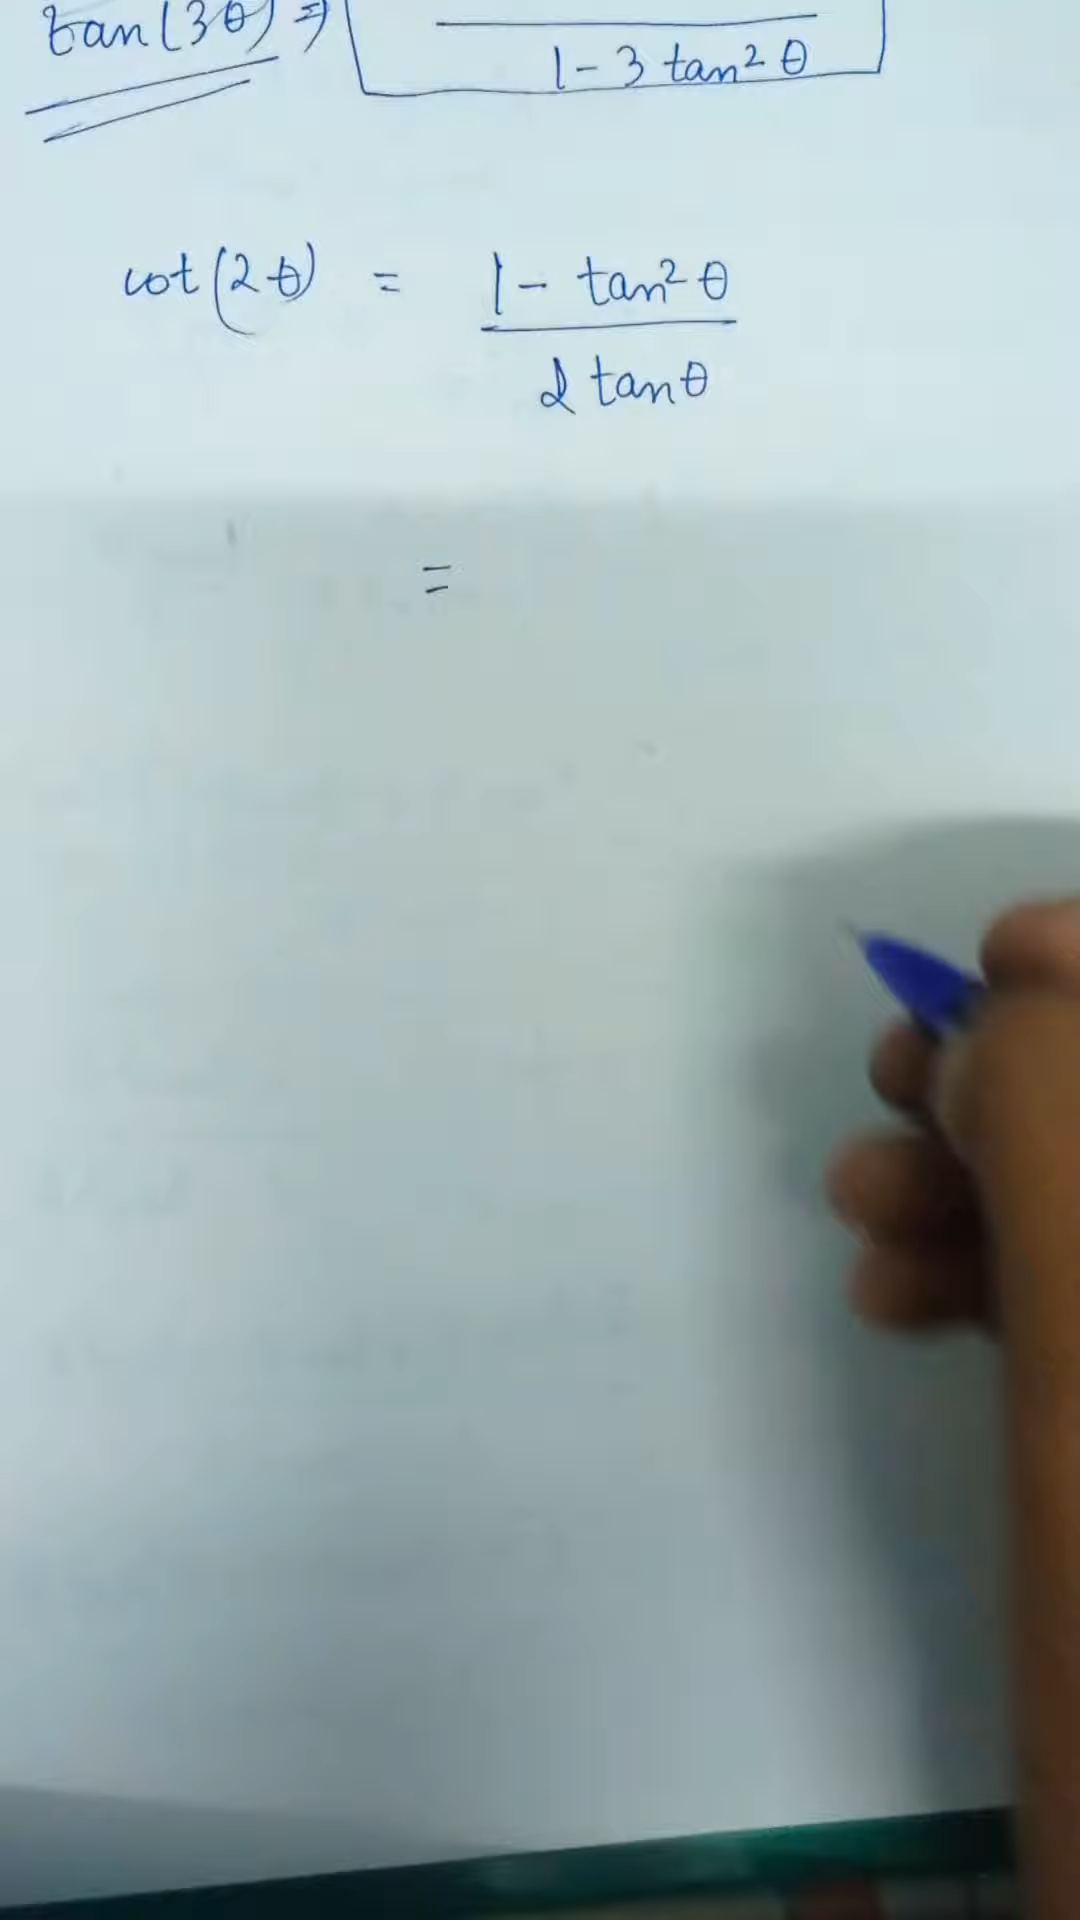 tan(3θ) ⇒
1 - 3 tan² θ
cot(2θ) = 1 - tan² θ
2 tan θ
=